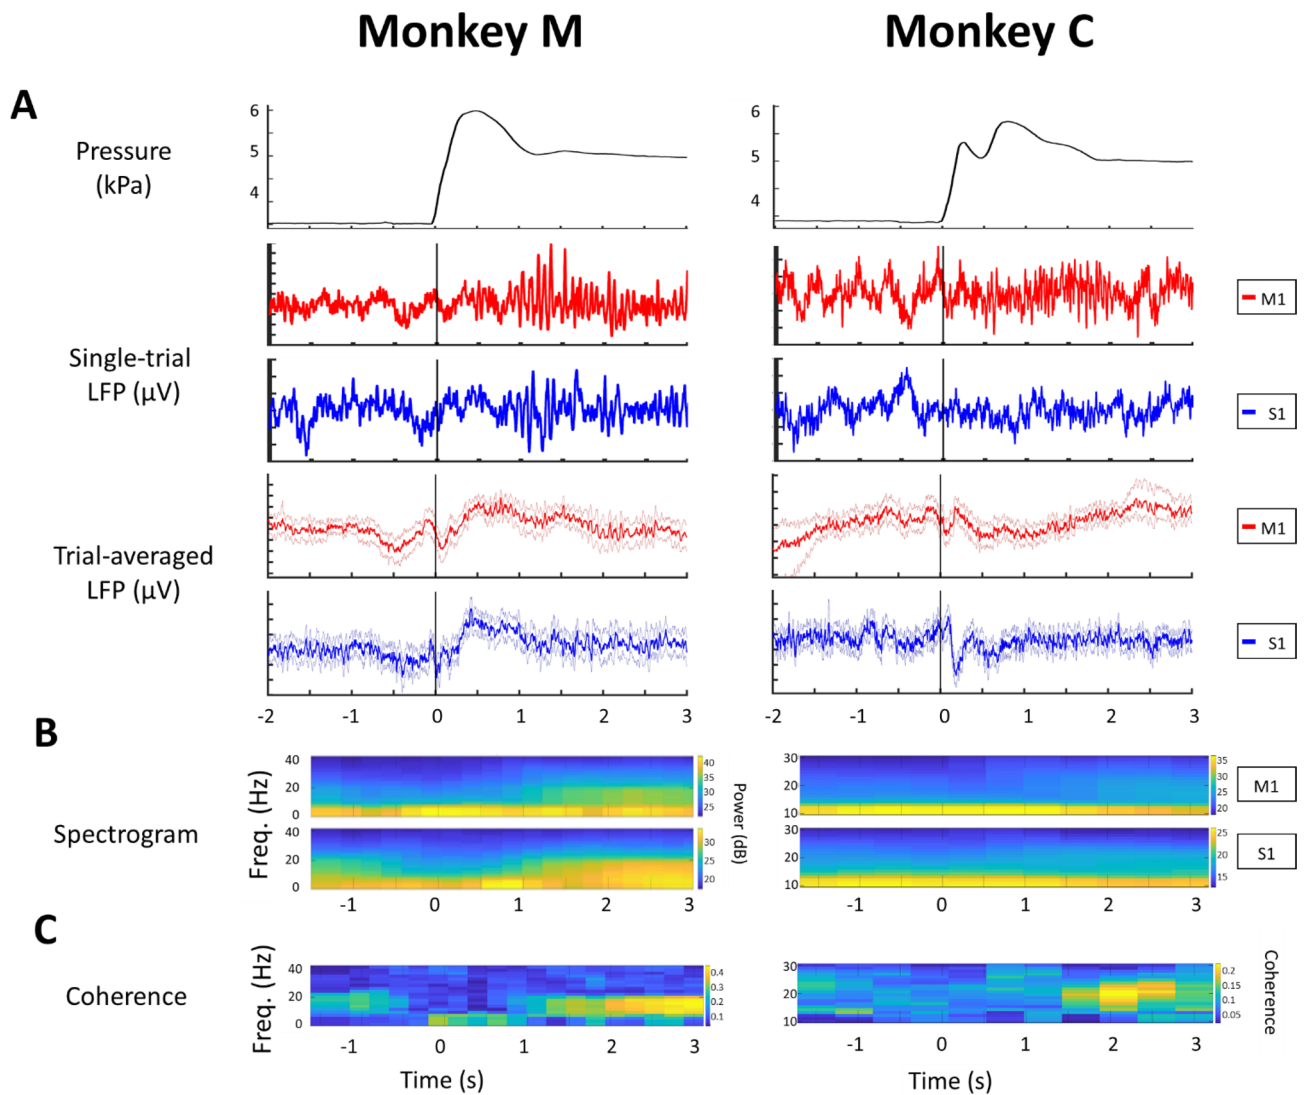 Monkey M
Monkey C
A
Pressure
(kPa)
6
5
4
6
5
4
Single-trial
LFP (µV)
M1
S1
Trial-averaged
LFP (µV)
M1
S1
-2 -1 0 1 2 3
-2 -1 0 1 2 3
B
Spectrogram
Freq. (Hz)
40
20
0
40
35
30
25
40
20
0
30
25
20
Power (dB)
30
20
10
35
30
25
20
M1
30
20
10
25
20
15
S1
-1 0 1 2 3
-1 0 1 2 3
C
Coherence
Freq. (Hz)
40
20
0
0.4
0.3
0.2
0.1
30
20
10
0.2
0.15
0.1
0.05
Coherence
-1 0 1 2 3
-1 0 1 2 3
Time (s)
Time (s)